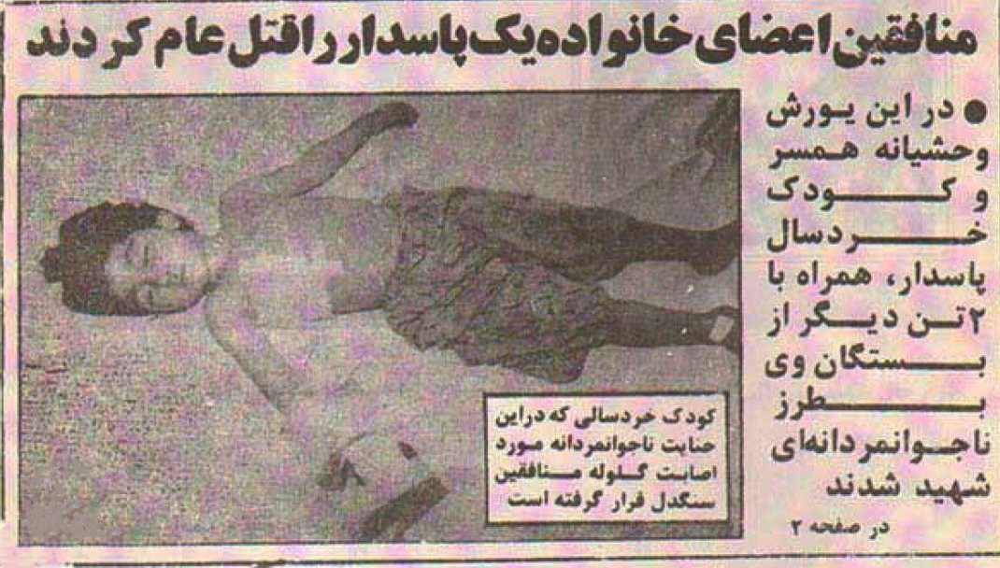 منافقین اعضای خانواده یک پاسدار را قتل عام کردند
● در این یورش
وحشیانه همسر
و کودک
خردسال
پاسدار، همراه با
۲ تن دیگر از
بستگان وی
بطرز
ناجوانمردانه‌ای
شهید شدند
در صفحه ۲
کودک خردسالی که دراین
جنایت ناجوانمردانه مورد
اصابت گلوله منافقین
سنگدل قرار گرفته است